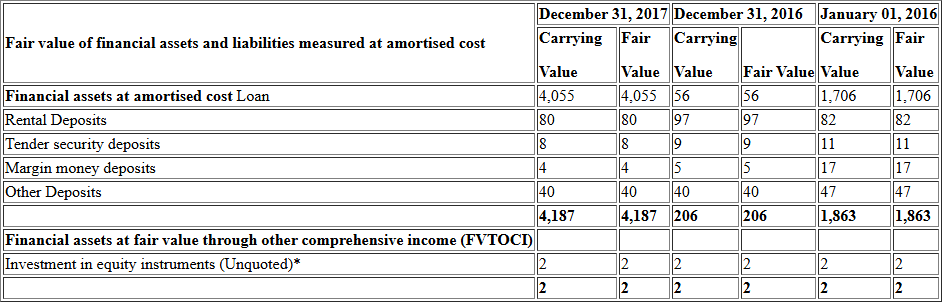 Fair value of financial assets and liabilities measured at amortised cost December 31, 2017 December 31, 2016 January 01, 2016
Carrying Value Fair Value Carrying Value Fair Value Carrying Value Fair Value
Financial assets at amortised cost Loan 4,055 4,055 56 56 1,706 1,706
Rental Deposits 80 80 97 97 82 82
Tender security deposits 8 8 9 9 11 11
Margin money deposits 4 4 5 5 17 17
Other Deposits 40 40 40 40 47 47
4,187 4,187 206 206 1,863 1,863
Financial assets at fair value through other comprehensive income (FVTOCI)
Investment in equity instruments (Unquoted)* 2 2 2 2 2 2
2 2 2 2 2 2